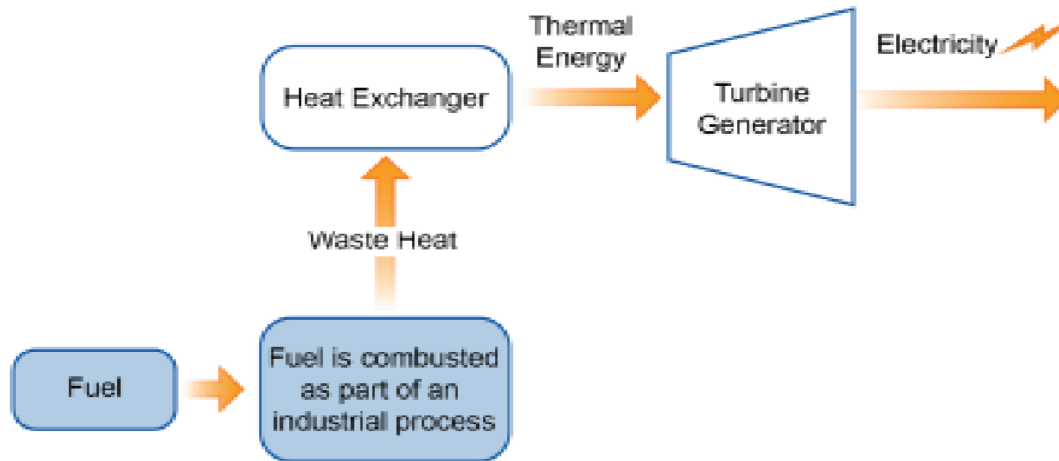 Fuel
Fuel is combusted
as part of an
industrial process
Waste Heat
Heat Exchanger
Thermal
Energy
Turbine
Generator
Electricity